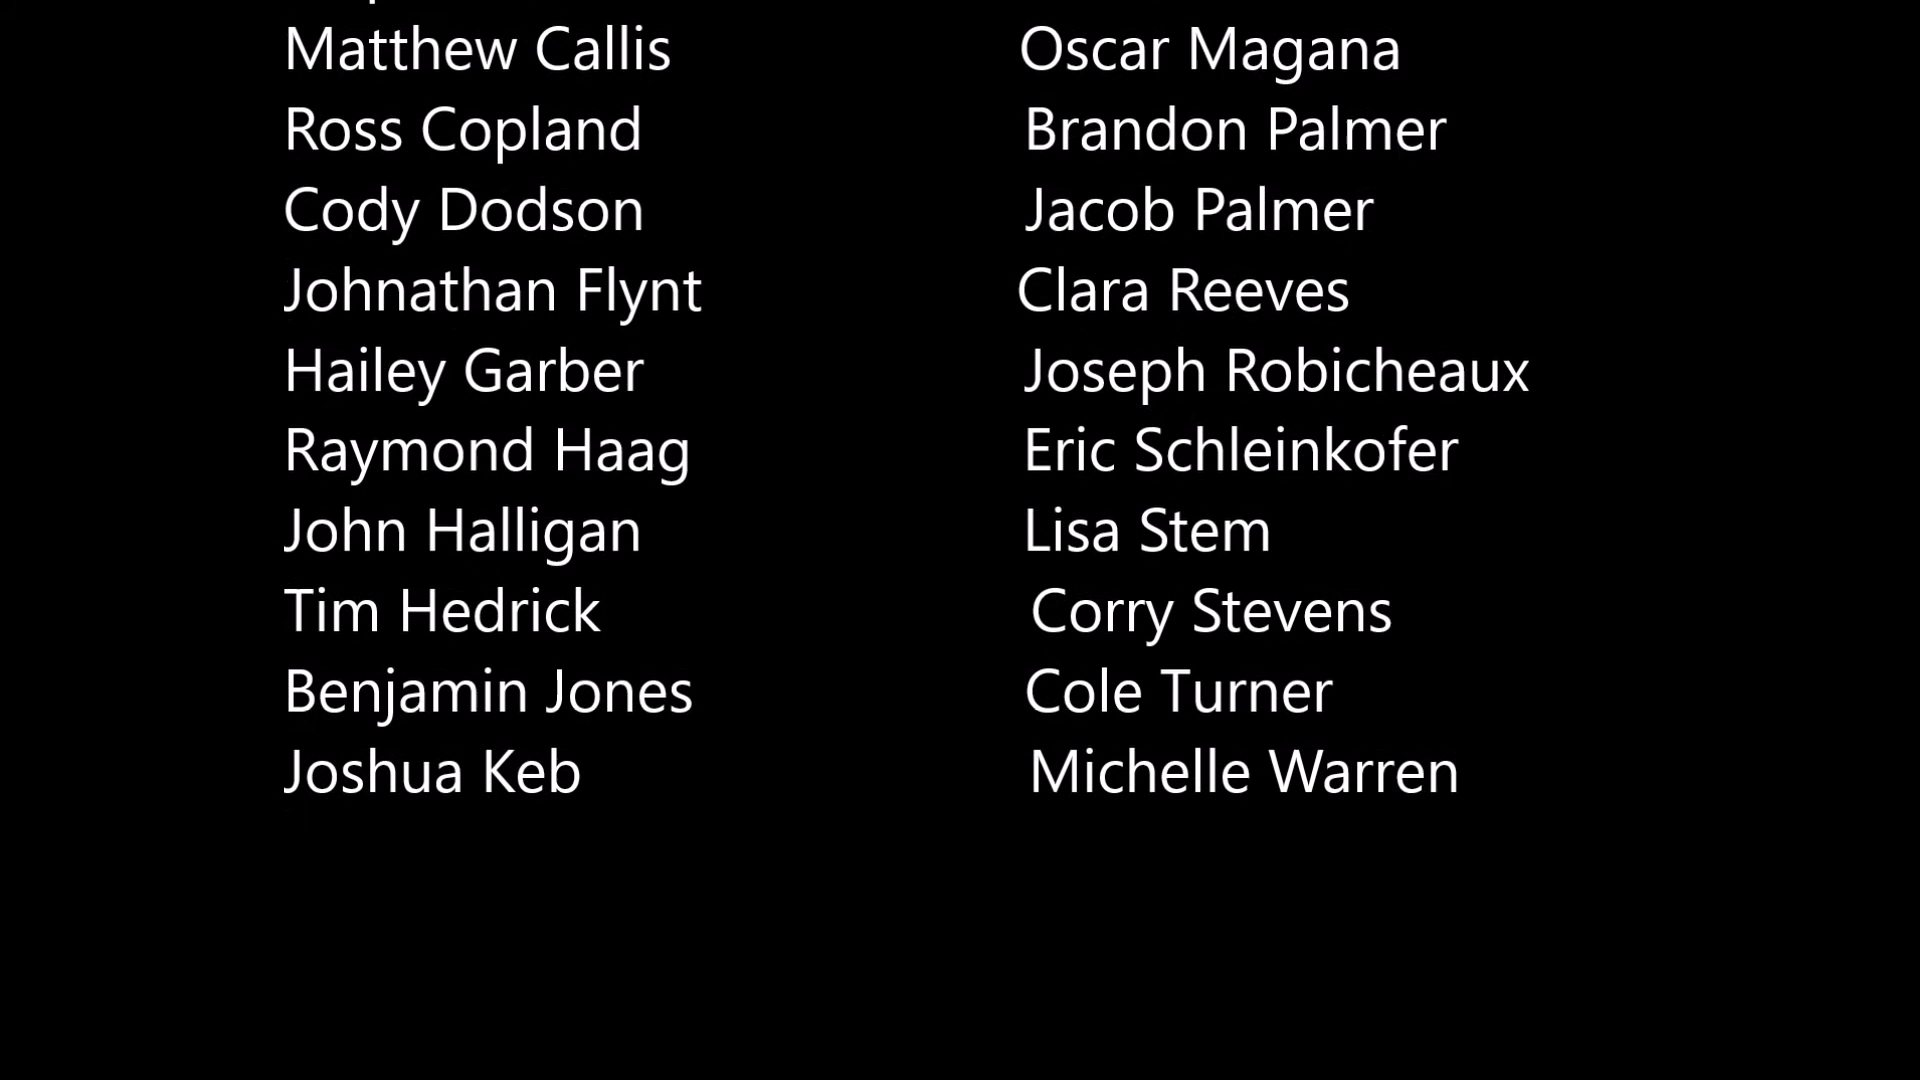 Matthew Callis
Ross Copland
Cody Dodson
Johnathan Flynt
Hailey Garber
Raymond Haag
John Halligan
Tim Hedrick
Benjamin Jones
Joshua Keb
Oscar Magana
Brandon Palmer
Jacob Palmer
Clara Reeves
Joseph Robicheaux
Eric Schleinkofer
Lisa Stem
Corry Stevens
Cole Turner
Michelle Warren